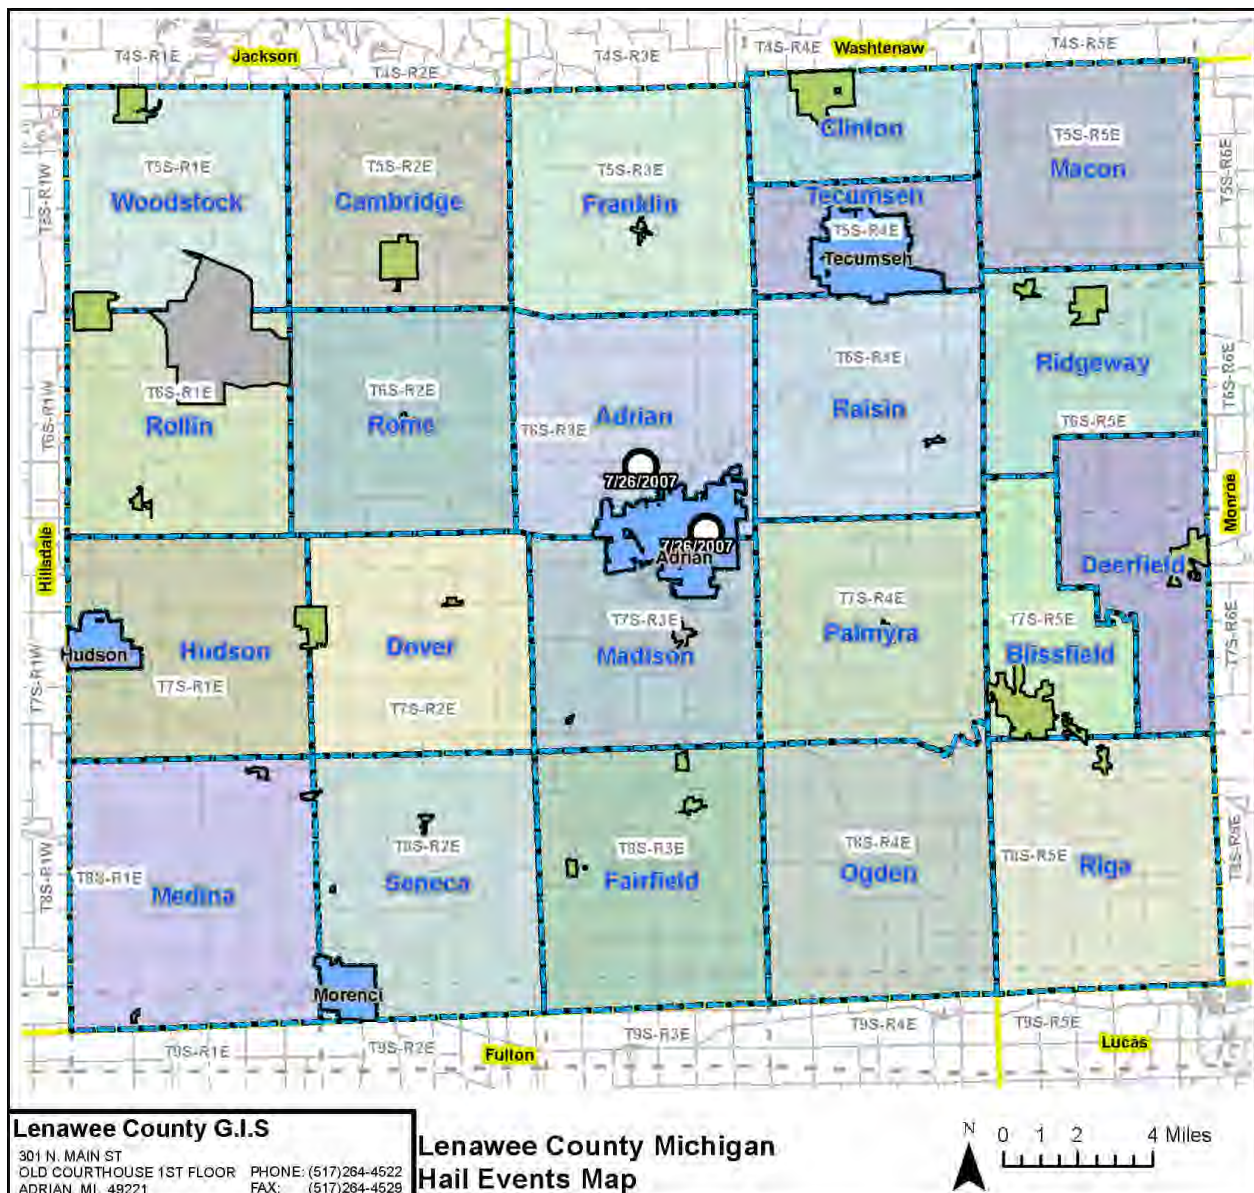 T4S-R1E
Jackson
T4S-R2E
T4S-R3E
T4S-R4E
Washtenaw
T4S-R5E
T5S-R1W
T5S-R1E
Woodstock
T5S-R2E
Cambridge
T5S-R3E
Franklin
Clinton
Tecumseh
T5S-R4E
Tecumseh
T5S-R5E
Macon
T5S-R6E
T6S-R1W
T6S-R1E
Rollin
T6S-R2E
Rome
T6S-R3E
Adrian
7/26/2007
7/26/2007
Adrian
T6S-R4E
Raisin
Ridgeway
T6S-R5E
T6S-R6E
Monroe
Hillsdale
T7S-R1W
Hudson
Hudson
T7S-R1E
Dover
T7S-R2E
T7S-R3E
Madison
T7S-R4E
Palmyra
T7S-R5E
Blissfield
Deerfield
T7S-R6E
T8S-R1W
T8S-R1E
Medina
T8S-R2E
Seneca
Morenci
T8S-R3E
Fairfield
T8S-R4E
Ogden
T8S-R5E
Riga
T8S-R6E
T9S-R1E
T9S-R2E
Fulton
T9S-R3E
T9S-R4E
T9S-R5E
Lucas
Lenawee County G.I.S
301 N. MAIN ST
OLD COURTHOUSE 1ST FLOOR PHONE: (517)264-4522
ADRIAN, MI, 49221 FAX: (517)264-4529
Lenawee County Michigan
Hail Events Map
N
0 1 2 4 Miles